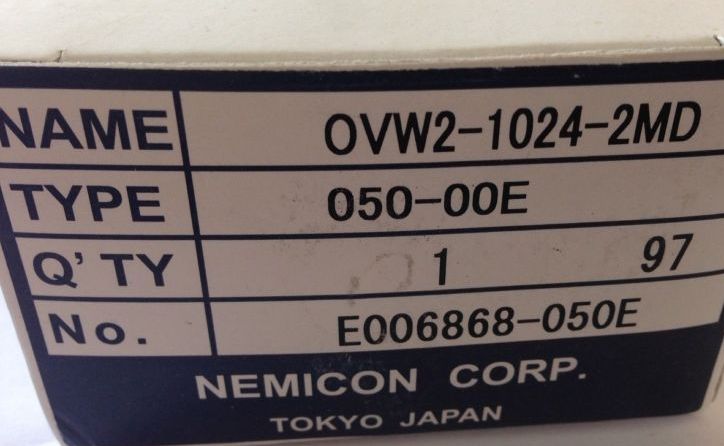 NAME OVW2-1024-2MD
TYPE 050-00E
Q'TY 1 97
No. E006868-050E
NEMICON CORP.
TOKYO JAPAN